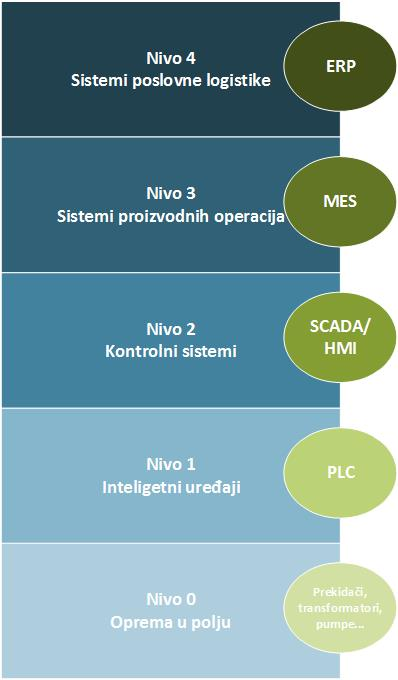 Nivo 4
Sistemi poslovne logistike
ERP
Nivo 3
Sistemi proizvodnih operacija
MES
Nivo 2
Kontrolni sistemi
SCADA/
HMI
Nivo 1
Inteligetni uređaji
PLC
Nivo 0
Oprema u polju
Prekidači,
transformatori,
pumpe...